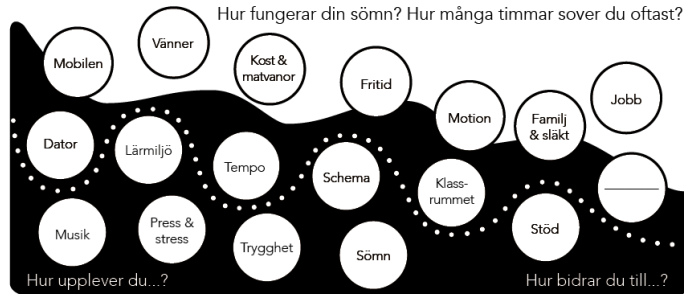 Hur fungerar din sömn? Hur många timmar sover du oftast?
Mobilen
Vänner
Kost &
matvanor
Fritid
Motion
Familj
& släkt
Jobb
Dator
Lärmiljö
Tempo
Schema
Klass-
rummet
Musik
Press &
stress
Trygghet
Sömn
Stöd
Hur upplever du...?
Hur bidrar du till...?